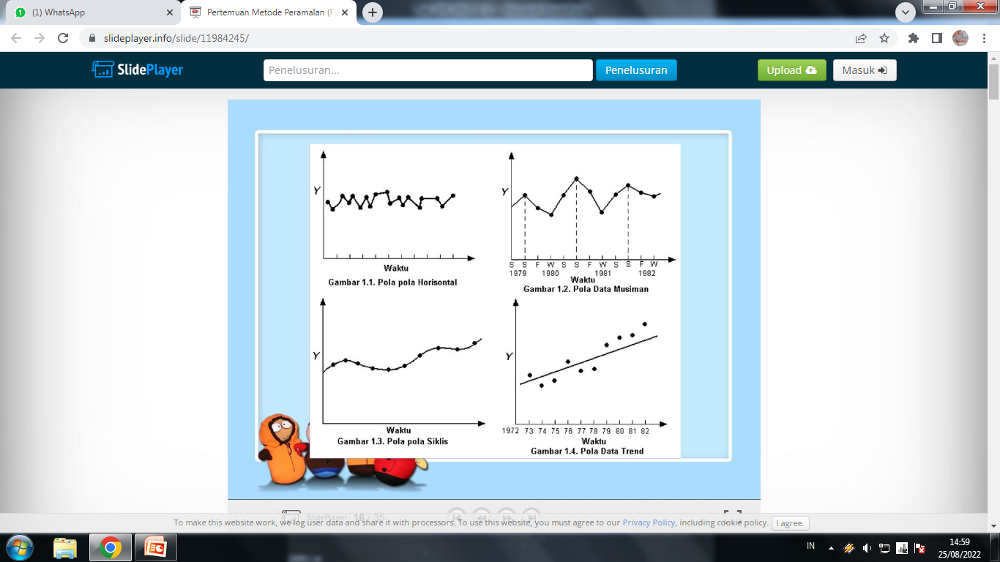 (1) WhatsApp
Pertemuan Metode Peramalan (F
slideplayer.info/slide/11984245/
SlidePlayer
Penelusuran...
Penelusuran
Upload
Masuk
Y
Waktu
Gambar 1.1. Pola pola Horisontal
Y
S S F W S S F W S S F W
1979 1980 1981 1982
Waktu
Gambar 1.2. Pola Data Musiman
Y
Waktu
Gambar 1.3. Pola pola Siklis
Y
1972 73 74 75 76 77 78 79 80 81 82
Waktu
Gambar 1.4. Pola Data Trend
SlidePlayer 16 / 35
To make this website work, we log user data and share it with processors. To use this website, you must agree to our Privacy Policy, including cookie policy. I agree.
IN
14:59
25/08/2022